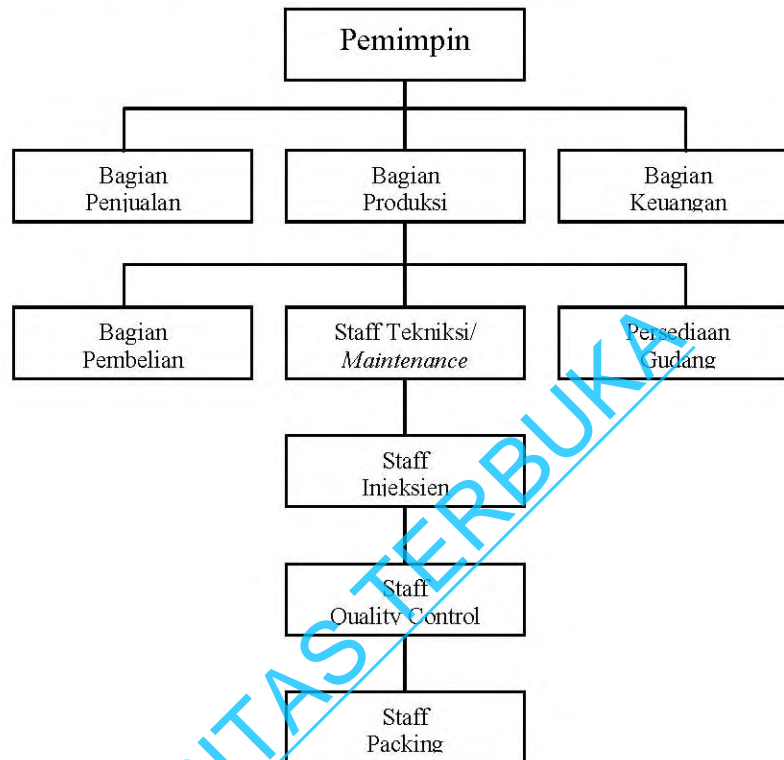 Pemimpin
Bagian
Penjualan
Bagian
Produksi
Bagian
Keuangan
Bagian
Pembelian
Staff Tekniksi/
Maintenance
Persediaan
Gudang
Staff
Injeksien
Staff
Quality Control
Staff
Packing
ITAS TERBUKA